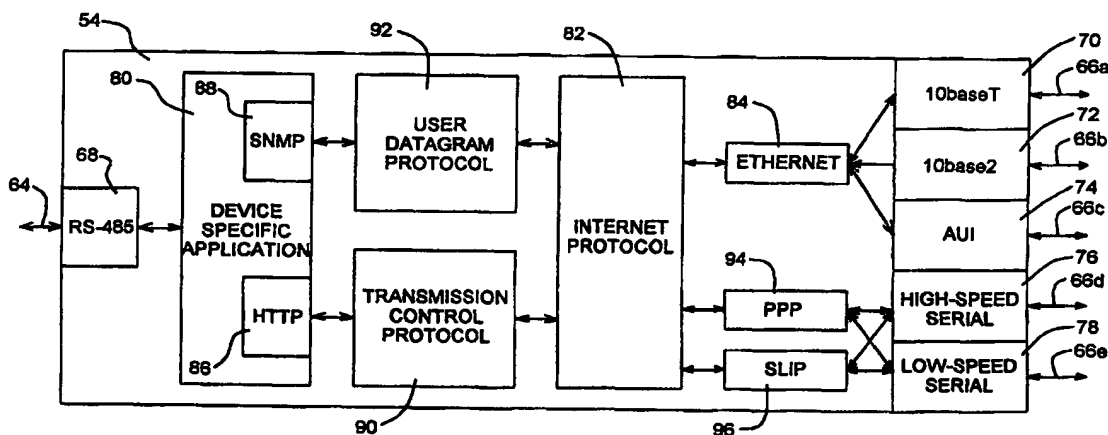 54
92
82
70
66a
80
88
SNMP
USER
DATAGRAM
PROTOCOL
84
ETHERNET
10baseT
72
66b
10base2
74
66c
AUI
64
68
RS-485
DEVICE
SPECIFIC
APPLICATION
INTERNET
PROTOCOL
76
66d
HTTP
86
TRANSMISSION
CONTROL
PROTOCOL
90
94
PPP
SLIP
96
HIGH-SPEED
SERIAL
78
66e
LOW-SPEED
SERIAL